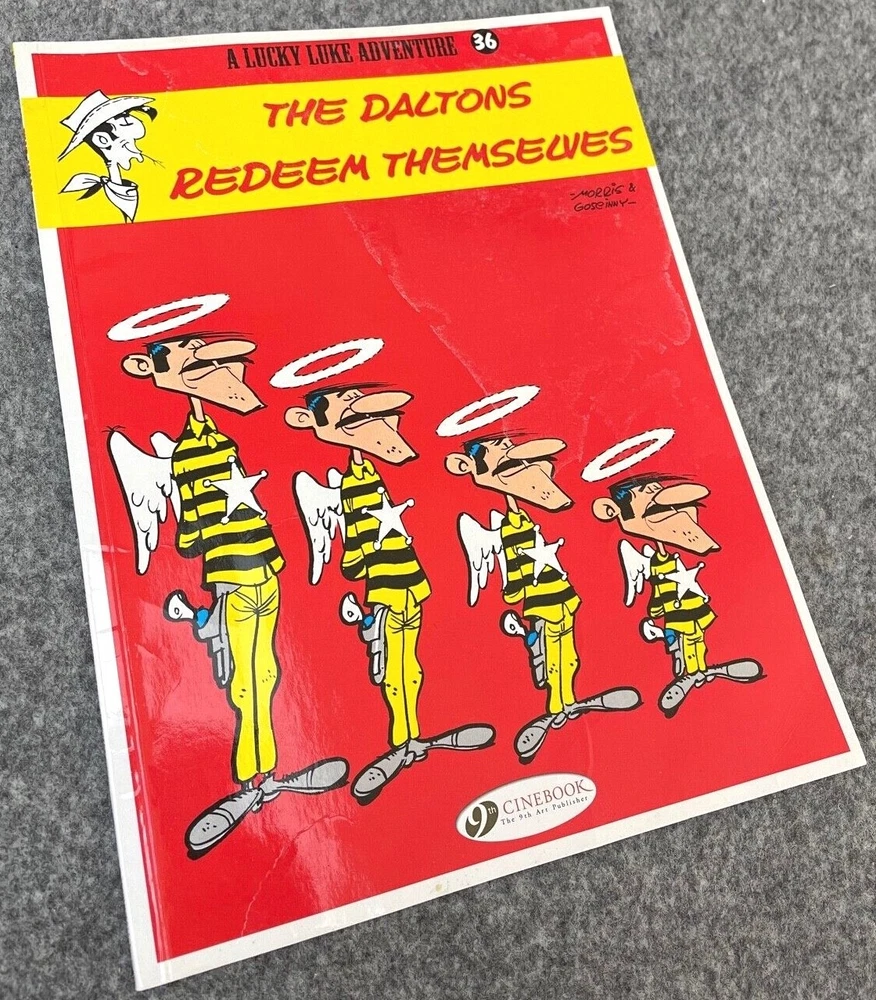 A LUCKY LUKE ADVENTURE 36
THE DALTONS
REDEEM THEMSELVES
-MORRIS &
GOSCINNY-
9th CINEBOOK
The 9th Art Publisher